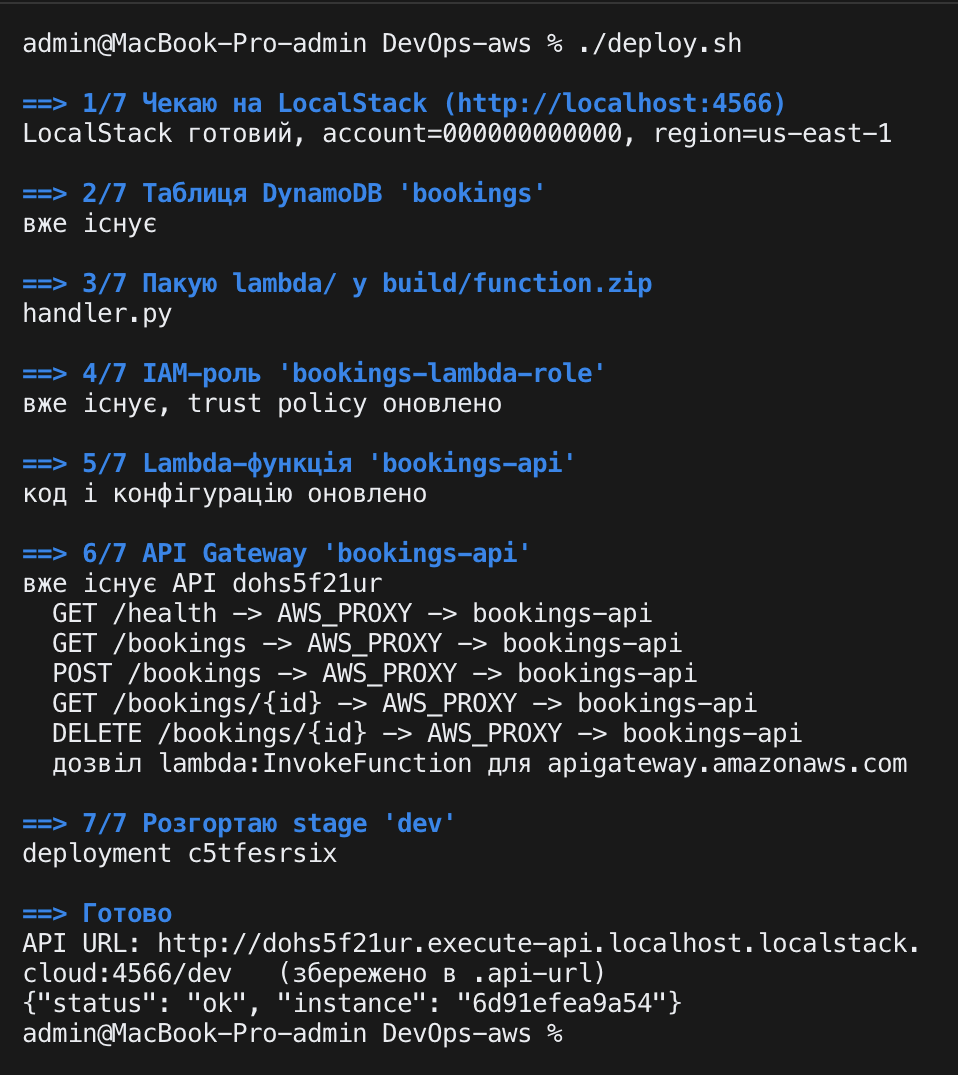 admin@MacBook-Pro-admin DevOps-aws % ./deploy.sh
==> 1/7 Чекаю на LocalStack (http://localhost:4566)
LocalStack готовий, account=000000000000, region=us-east-1
==> 2/7 Таблиця DynamoDB 'bookings'
вже існує
==> 3/7 Пакую lambda/ у build/function.zip
handler.py
==> 4/7 IAM-роль 'bookings-lambda-role'
вже існує, trust policy оновлено
==> 5/7 Lambda-функція 'bookings-api'
код і конфігурацію оновлено
==> 6/7 API Gateway 'bookings-api'
вже існує API dohs5f21ur
  GET /health -> AWS_PROXY -> bookings-api
  GET /bookings -> AWS_PROXY -> bookings-api
  POST /bookings -> AWS_PROXY -> bookings-api
  GET /bookings/{id} -> AWS_PROXY -> bookings-api
  DELETE /bookings/{id} -> AWS_PROXY -> bookings-api
  дозвіл lambda:InvokeFunction для apigateway.amazonaws.com
==> 7/7 Розгортаю stage 'dev'
deployment c5tfesrsix
==> Готово
API URL: http://dohs5f21ur.execute-api.localhost.localstack.
cloud:4566/dev   (збережено в .api-url)
{"status": "ok", "instance": "6d91efea9a54"}
admin@MacBook-Pro-admin DevOps-aws %